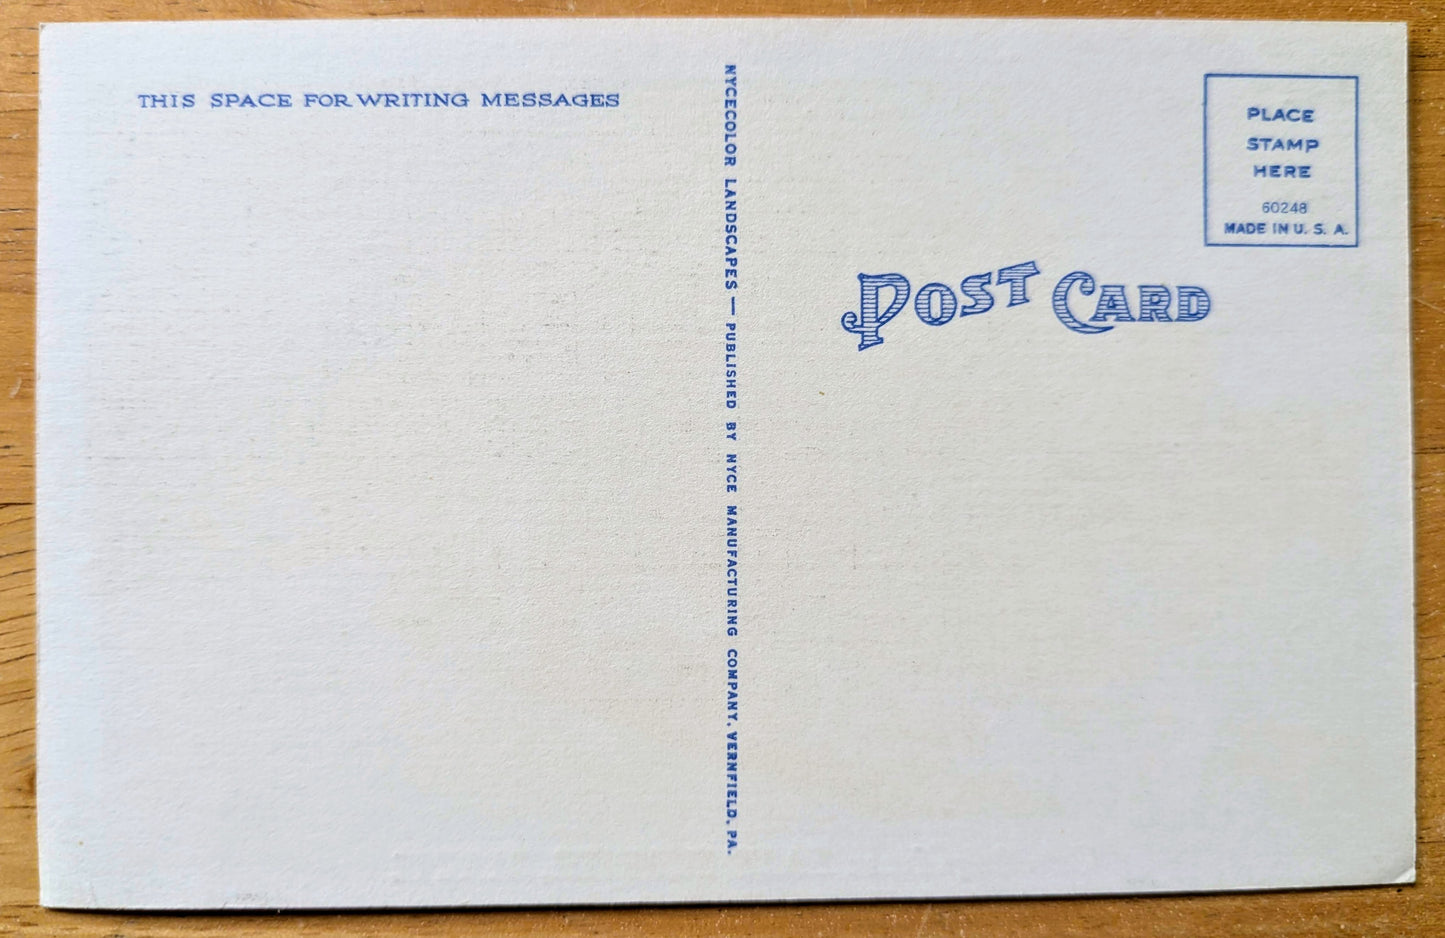 THIS SPACE FOR WRITING MESSAGES
NYCECOLOR LANDSCAPES — PUBLISHED BY NYCE MANUFACTURING COMPANY, VERNFIELD, PA.
PLACE
STAMP
HERE
60248
MADE IN U. S. A.
POST CARD